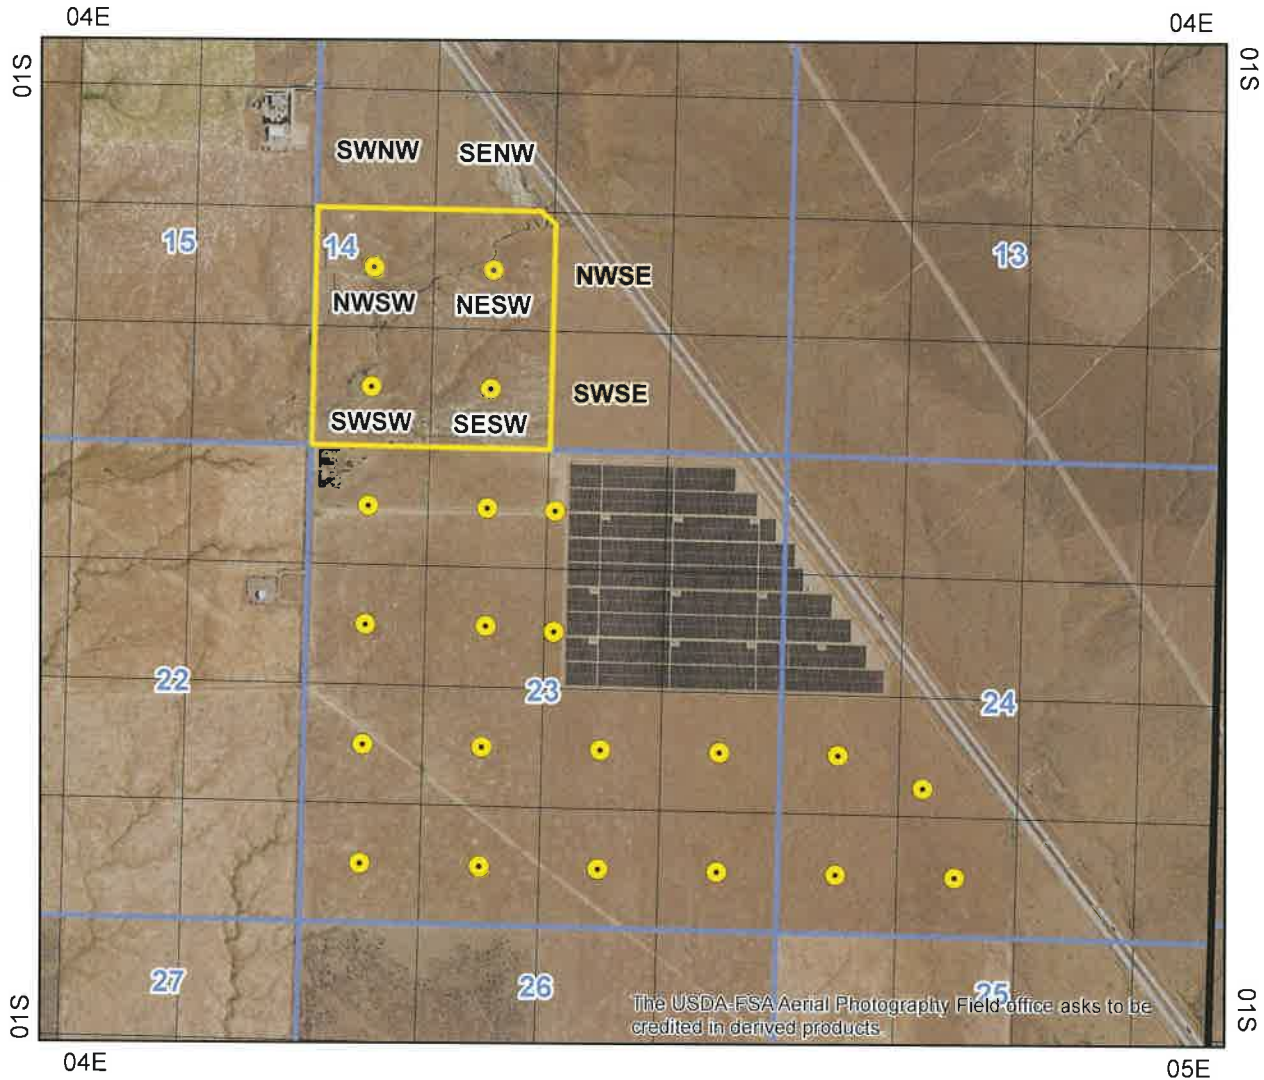 04E
04E
01S
01S
SWNW
SENW
15
14
13
NWSE
NWSW
NESW
SWSE
SWSW
SESW
22
23
24
27
26
25
The USDA-FSA Aerial Photography Field office asks to be
credited in derived products.
01S
01S
04E
05E